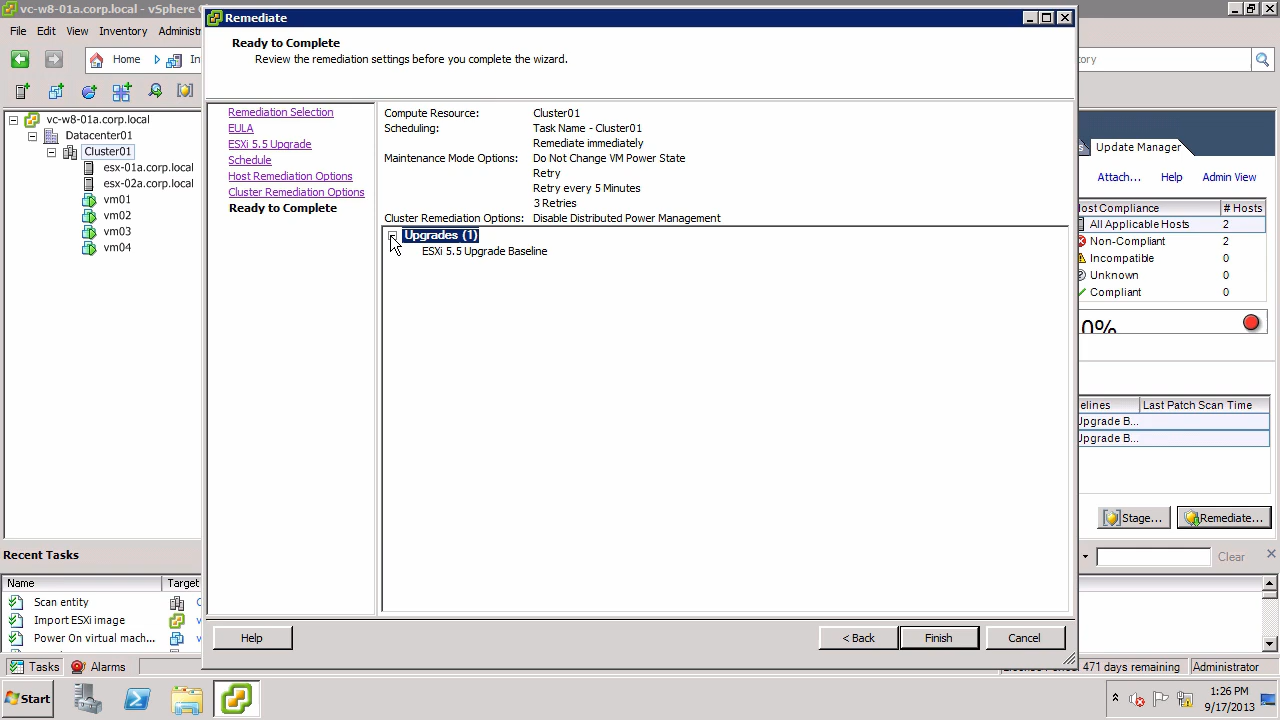 vc-w8-01a.corp.local - vSphere
Remediate
File Edit View Inventory Administr
Ready to Complete
Review the remediation settings before you complete the wizard.
Home In
ory
vc-w8-01a.corp.local
Datacenter01
Cluster01
esx-01a.corp.local
esx-02a.corp.local
vm01
vm02
vm03
vm04
Remediation Selection
EULA
ESXi 5.5 Upgrade
Schedule
Host Remediation Options
Cluster Remediation Options
Ready to Complete
Compute Resource: Cluster01
Scheduling: Task Name - Cluster01
Remediate immediately
Maintenance Mode Options: Do Not Change VM Power State
Retry
Retry every 5 Minutes
3 Retries
Cluster Remediation Options: Disable Distributed Power Management
Upgrades (1)
ESXi 5.5 Upgrade Baseline
s Update Manager
Attach... Help Admin View
Host Compliance # Hosts
All Applicable Hosts 2
Non-Compliant 2
Incompatible 0
Unknown 0
Compliant 0
0%
elines Last Patch Scan Time
Upgrade B...
Upgrade B...
Stage... Remediate...
Recent Tasks
Clear
Name Target
Scan entity C
Import ESXi image v
Power On virtual mach... v
Help < Back Finish Cancel
Tasks Alarms
471 days remaining Administrator
Start
1:26 PM
9/17/2013